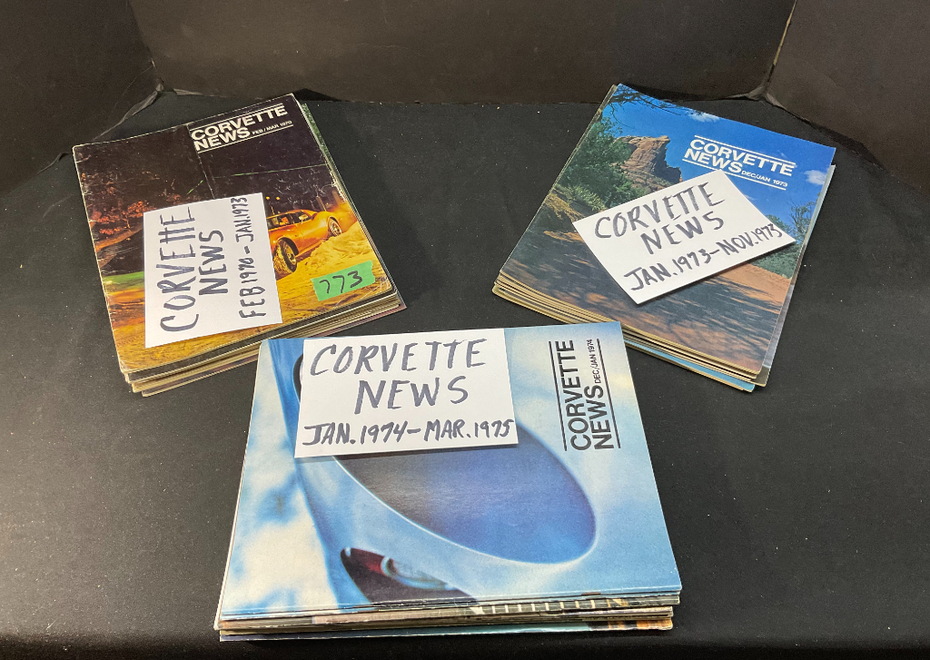 CORVETTE
NEWS FEB / MAR 1970
CORVETTE
NEWS
FEB 1970 - JAN. 1973
773
CORVETTE
NEWS DEC/JAN 1973
CORVETTE
NEWS
JAN. 1973 - NOV. 1973
CORVETTE
NEWS
JAN. 1974 - MAR. 1975
CORVETTE
NEWS DEC/JAN 1974